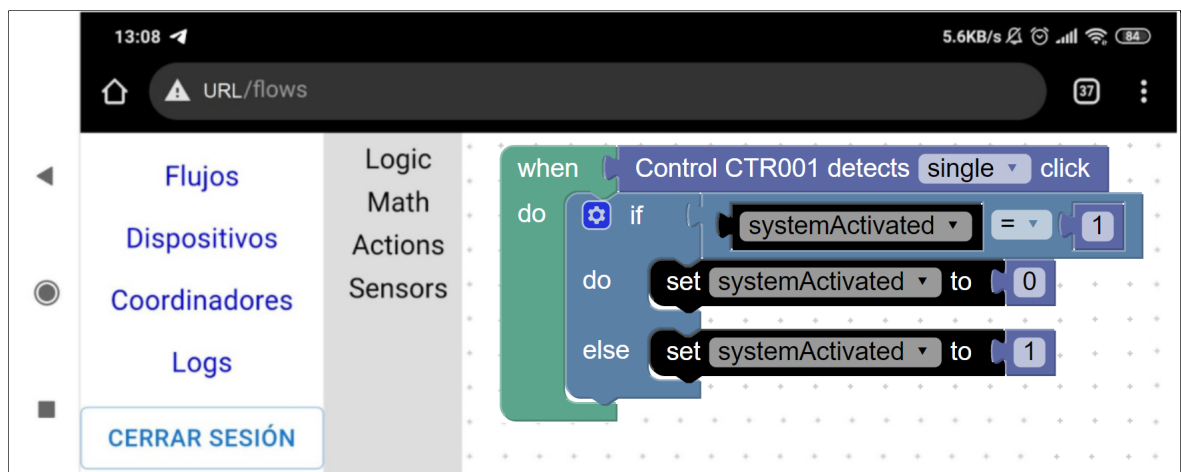 13:08
5.6KB/s 84
URL/flows
37
Flujos
Dispositivos
Coordinadores
Logs
CERRAR SESIÓN
Logic
Math
Actions
Sensors
when Control CTR001 detects single click
do if systemActivated = 1
do set systemActivated to 0
else set systemActivated to 1